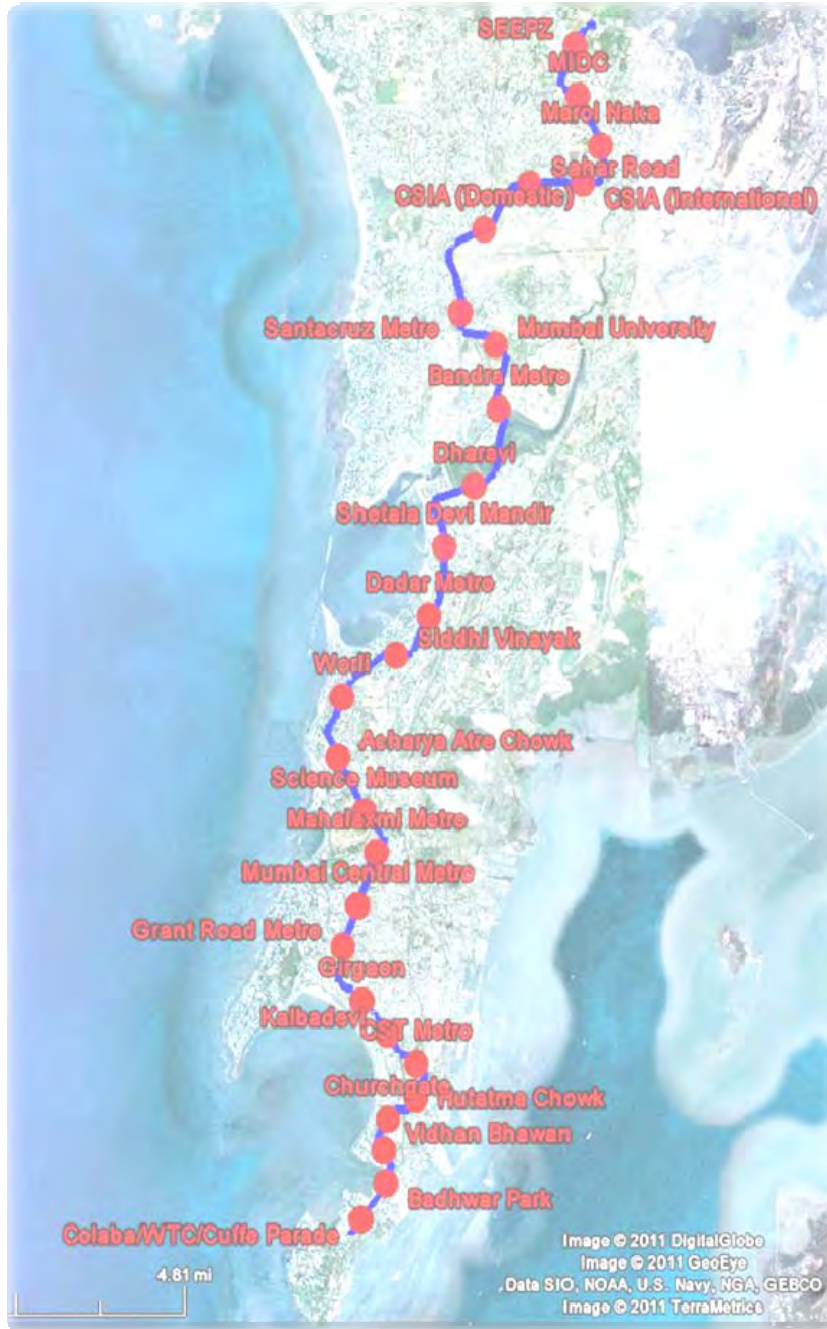 SEEPZ
MIDC
Marol Naka
Sahar Road
CSIA (Domestic)
CSIA (International)
Santacruz Metro
Mumbai University
Bandra Metro
Dharavi
Shetala Devi Mandir
Dadar Metro
Siddhi Vinayak
Worli
Acharya Atre Chowk
Science Museum
Mahalaxmi Metro
Mumbai Central Metro
Grant Road Metro
Girgaon
Kalbadevi
CST Metro
Churchgate
Hutatma Chowk
Vidhan Bhawan
Badhwar Park
Colaba/WTC/Cuffe Parade
4.81 mi
Image © 2011 DigitalGlobe
Image © 2011 GeoEye
Data SIO, NOAA, U.S. Navy, NGA, GEBCO
Image © 2011 TerraMetrics